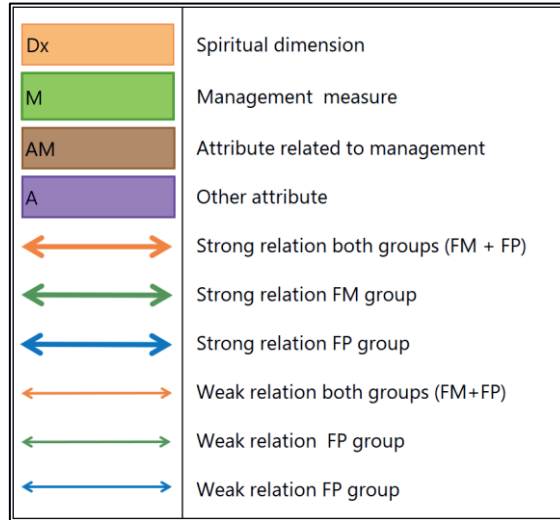 Dx Spiritual dimension
M Management measure
AM Attribute related to management
A Other attribute
Strong relation both groups (FM + FP)
Strong relation FM group
Strong relation FP group
Weak relation both groups (FM+FP)
Weak relation FP group
Weak relation FP group